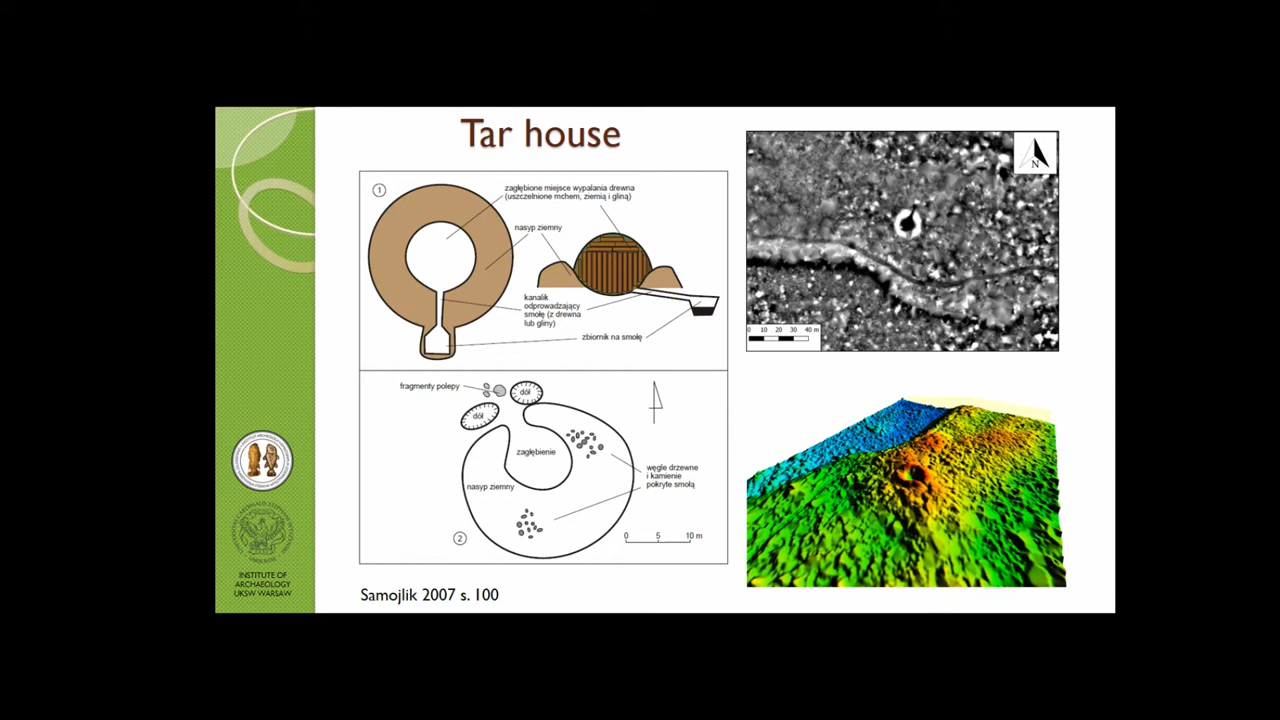 Tar house
1
zagłębione miejsce wypalania drewna
(uszczelnione mchem, ziemią i gliną)
nasyp ziemny
kanalik
odprowadzający
smołę (z drewna
lub gliny)
zbiornik na smołę
fragmenty polepy
dół
dół
zagłębienie
nasyp ziemny
węgle drzewne
i kamienie
pokryte smołą
2
0 5 10 m
Samojlik 2007 s. 100
N
0 10 20 30 40 m
INSTITUTE OF
ARCHAEOLOGY
UKSW WARSAW